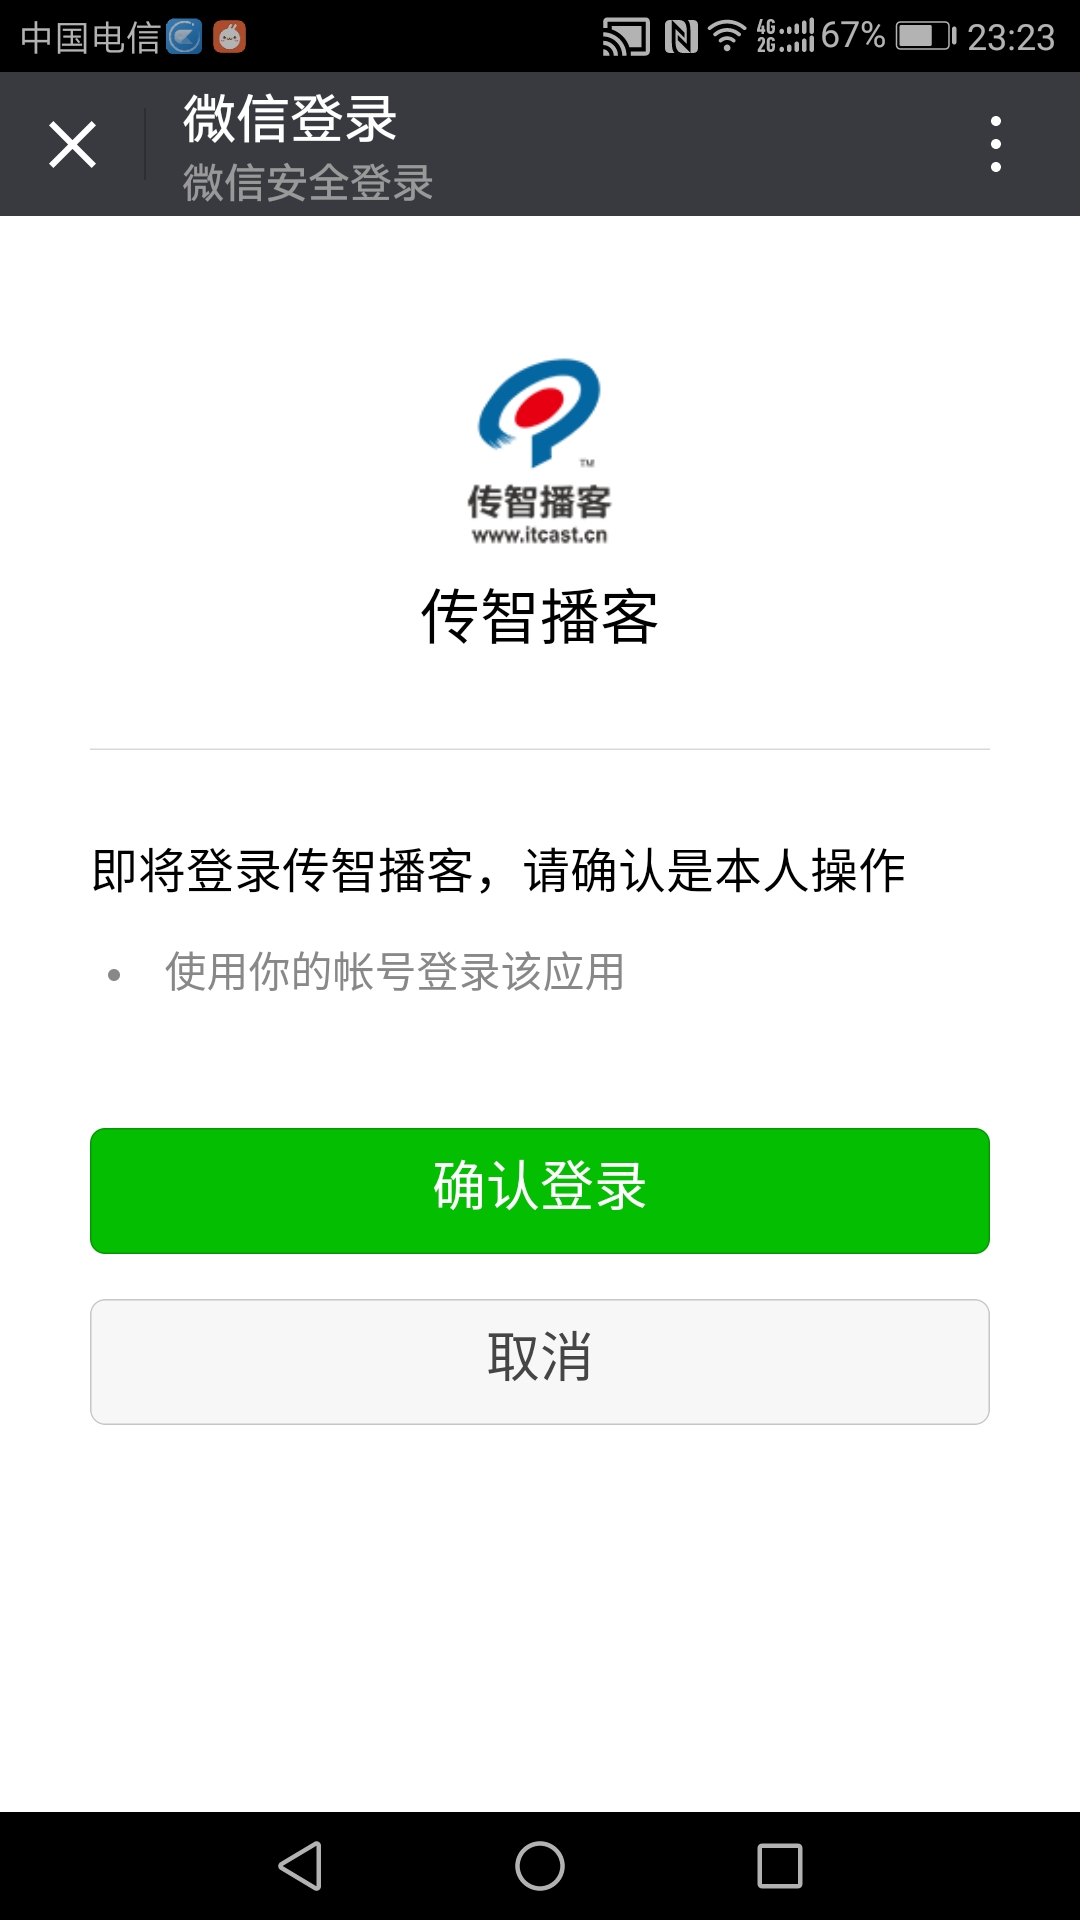 中国电信 4G 2G 67% 23:23
微信登录
微信安全登录
TM
传智播客
www.itcast.cn
传智播客
即将登录传智播客，请确认是本人操作
• 使用你的帐号登录该应用
确认登录
取消